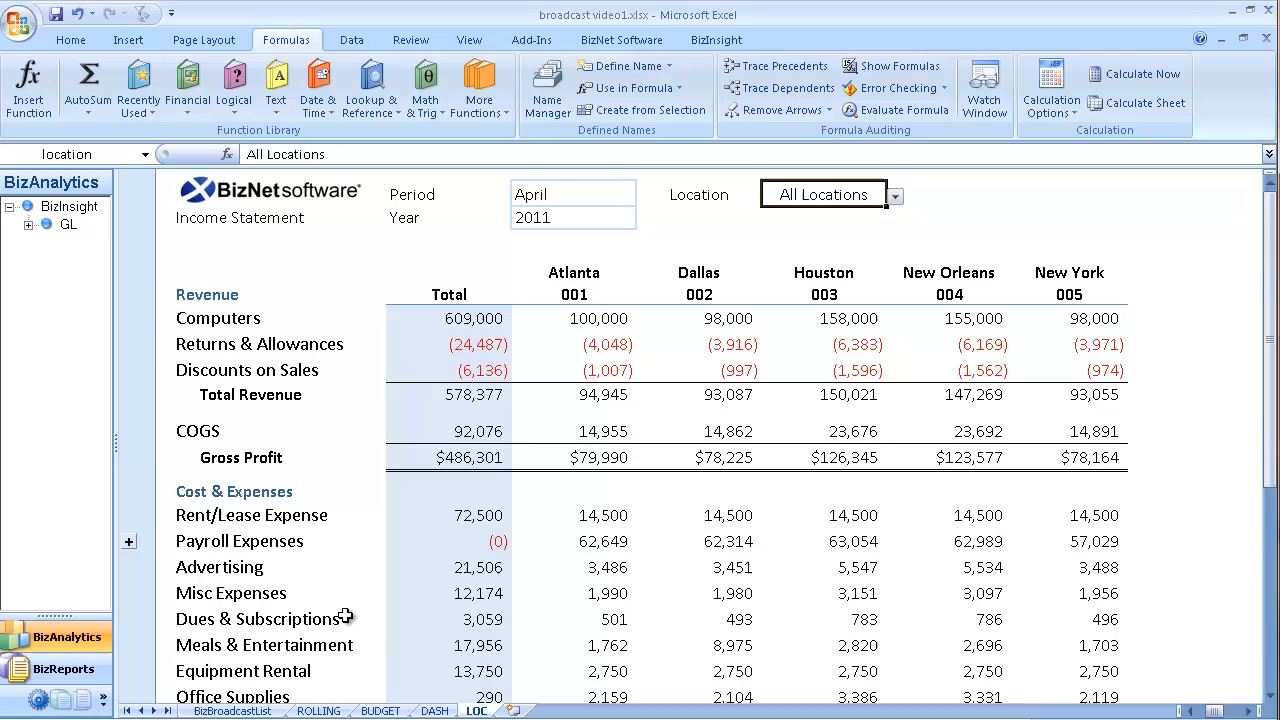 broadcast video1.xlsx - Microsoft Excel
Home Insert Page Layout Formulas Data Review View Add-Ins BizNet Software BizInsight
Insert Function
AutoSum
Recently Used
Financial
Logical
Text
Date & Time
Lookup & Reference
Math & Trig
More Functions
Function Library
Name Manager
Define Name
Use in Formula
Create from Selection
Defined Names
Trace Precedents
Trace Dependents
Remove Arrows
Show Formulas
Error Checking
Evaluate Formula
Watch Window
Formula Auditing
Calculation Options
Calculate Now
Calculate Sheet
Calculation
location fx All Locations
BizAnalytics
BizInsight
GL
BizAnalytics
BizReports
BizNetsoftware® Period April Location All Locations
Income Statement Year 2011
Atlanta Dallas Houston New Orleans New York
Revenue Total 001 002 003 004 005
Computers 609,000 100,000 98,000 158,000 155,000 98,000
Returns & Allowances (24,487) (4,048) (3,916) (6,383) (6,169) (3,971)
Discounts on Sales (6,136) (1,007) (997) (1,596) (1,562) (974)
Total Revenue 578,377 94,945 93,087 150,021 147,269 93,055
COGS 92,076 14,955 14,862 23,676 23,692 14,891
Gross Profit $486,301 $79,990 $78,225 $126,345 $123,577 $78,164
Cost & Expenses
Rent/Lease Expense 72,500 14,500 14,500 14,500 14,500 14,500
Payroll Expenses (0) 62,649 62,314 63,054 62,989 57,029
Advertising 21,506 3,486 3,451 5,547 5,534 3,488
Misc Expenses 12,174 1,990 1,980 3,151 3,097 1,956
Dues & Subscriptions 3,059 501 493 783 786 496
Meals & Entertainment 17,956 1,762 8,975 2,820 2,696 1,703
Equipment Rental 13,750 2,750 2,750 2,750 2,750 2,750
Office Supplies 290 2,159 2,104 3,386 3,331 2,119
BizBroadcastList ROLLING BUDGET DASH LOC